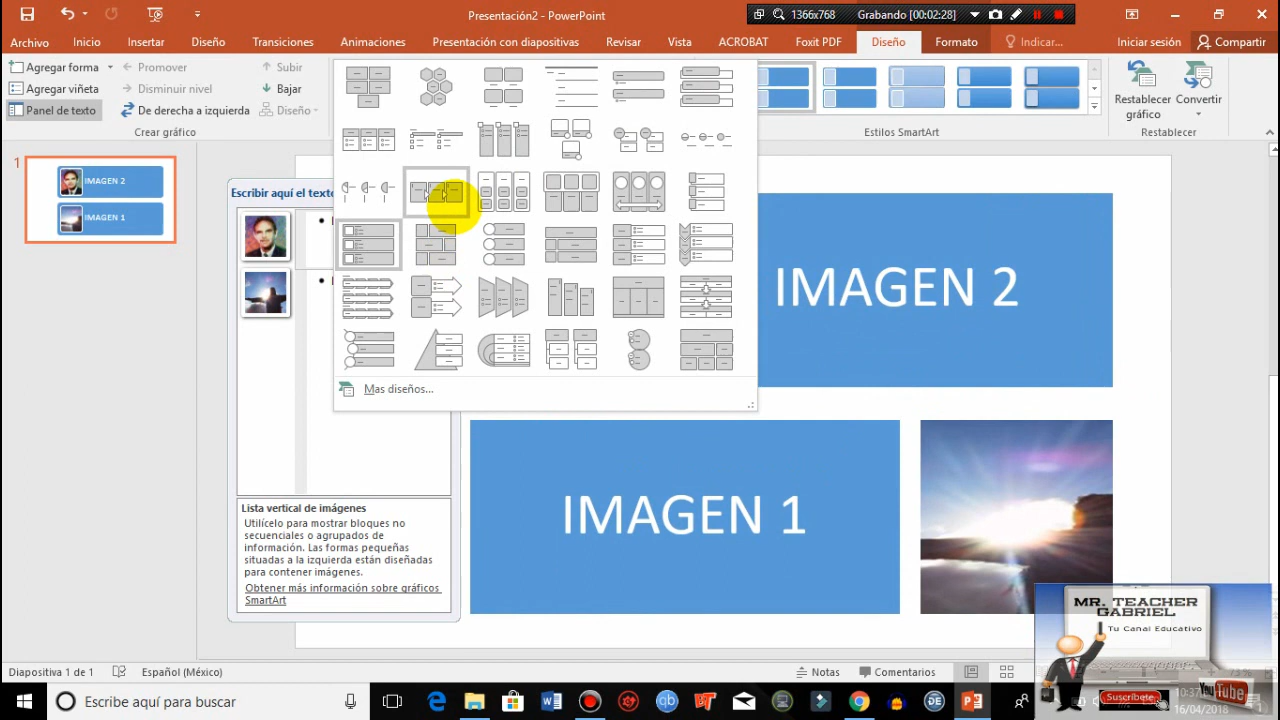 Presentación2 - PowerPoint
1366x768
Grabando [00:02:28]
Archivo
Inicio
Insertar
Diseño
Transiciones
Animaciones
Presentación con diapositivas
Revisar
Vista
ACROBAT
Foxit PDF
Diseño
Formato
Indicar...
Iniciar sesión
Compartir
Agregar forma
Promover
Subir
Agregar viñeta
Disminuir nivel
Bajar
Panel de texto
De derecha a izquierda
Diseño
Crear gráfico
Restablecer gráfico
Convertir
Estilos SmartArt
Restablecer
1
IMAGEN 2
IMAGEN 1
Escribir aquí el texto
Mas diseños...
IMAGEN 2
IMAGEN 1
Lista vertical de imágenes
Utilícelo para mostrar bloques no
secuenciales o agrupados de
información. Las formas pequeñas
situadas a la izquierda están diseñadas
para contener imágenes.
Obtener más información sobre gráficos
SmartArt
MR. TEACHER
GABRIEL
Tu Canal Educativo
Suscribete
You Tube
Diapositiva 1 de 1
Español (México)
Notas
Comentarios
Escribe aquí para buscar
16/04/2018